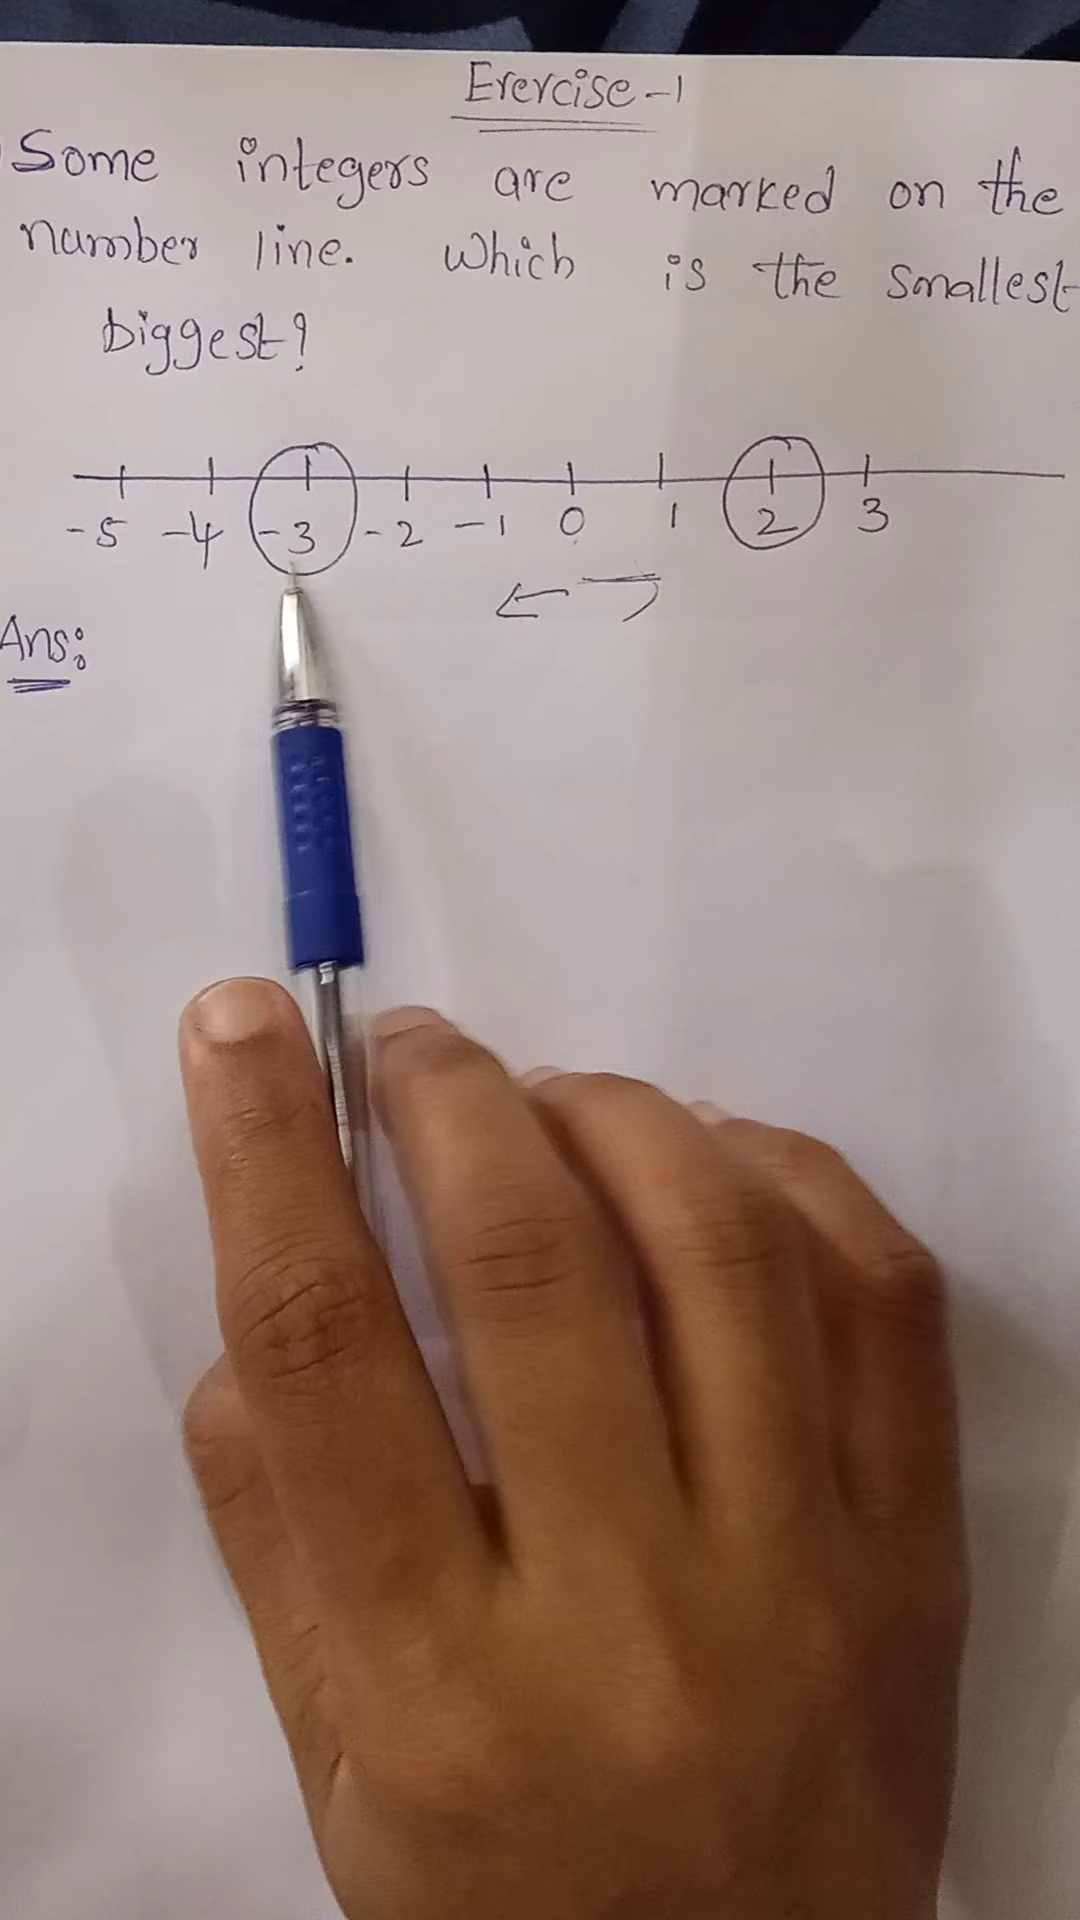 Exercise-1
Some integers are marked on the
number line. Which is the smallest
biggest?
-5 -4 -3 -2 -1 0 1 2 3
Ans: